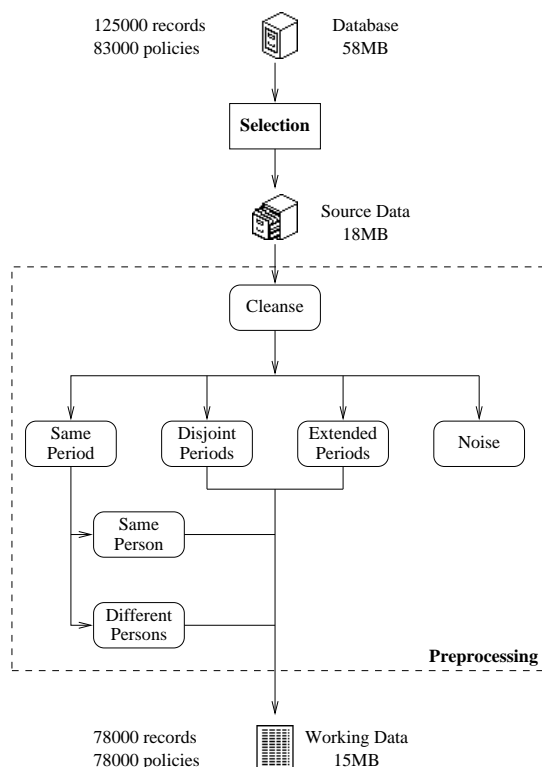 125000 records
83000 policies
Database
58MB
Selection
Source Data
18MB
Cleanse
Same
Period
Disjoint
Periods
Extended
Periods
Noise
Same
Person
Different
Persons
Preprocessing
78000 records
78000 policies
Working Data
15MB